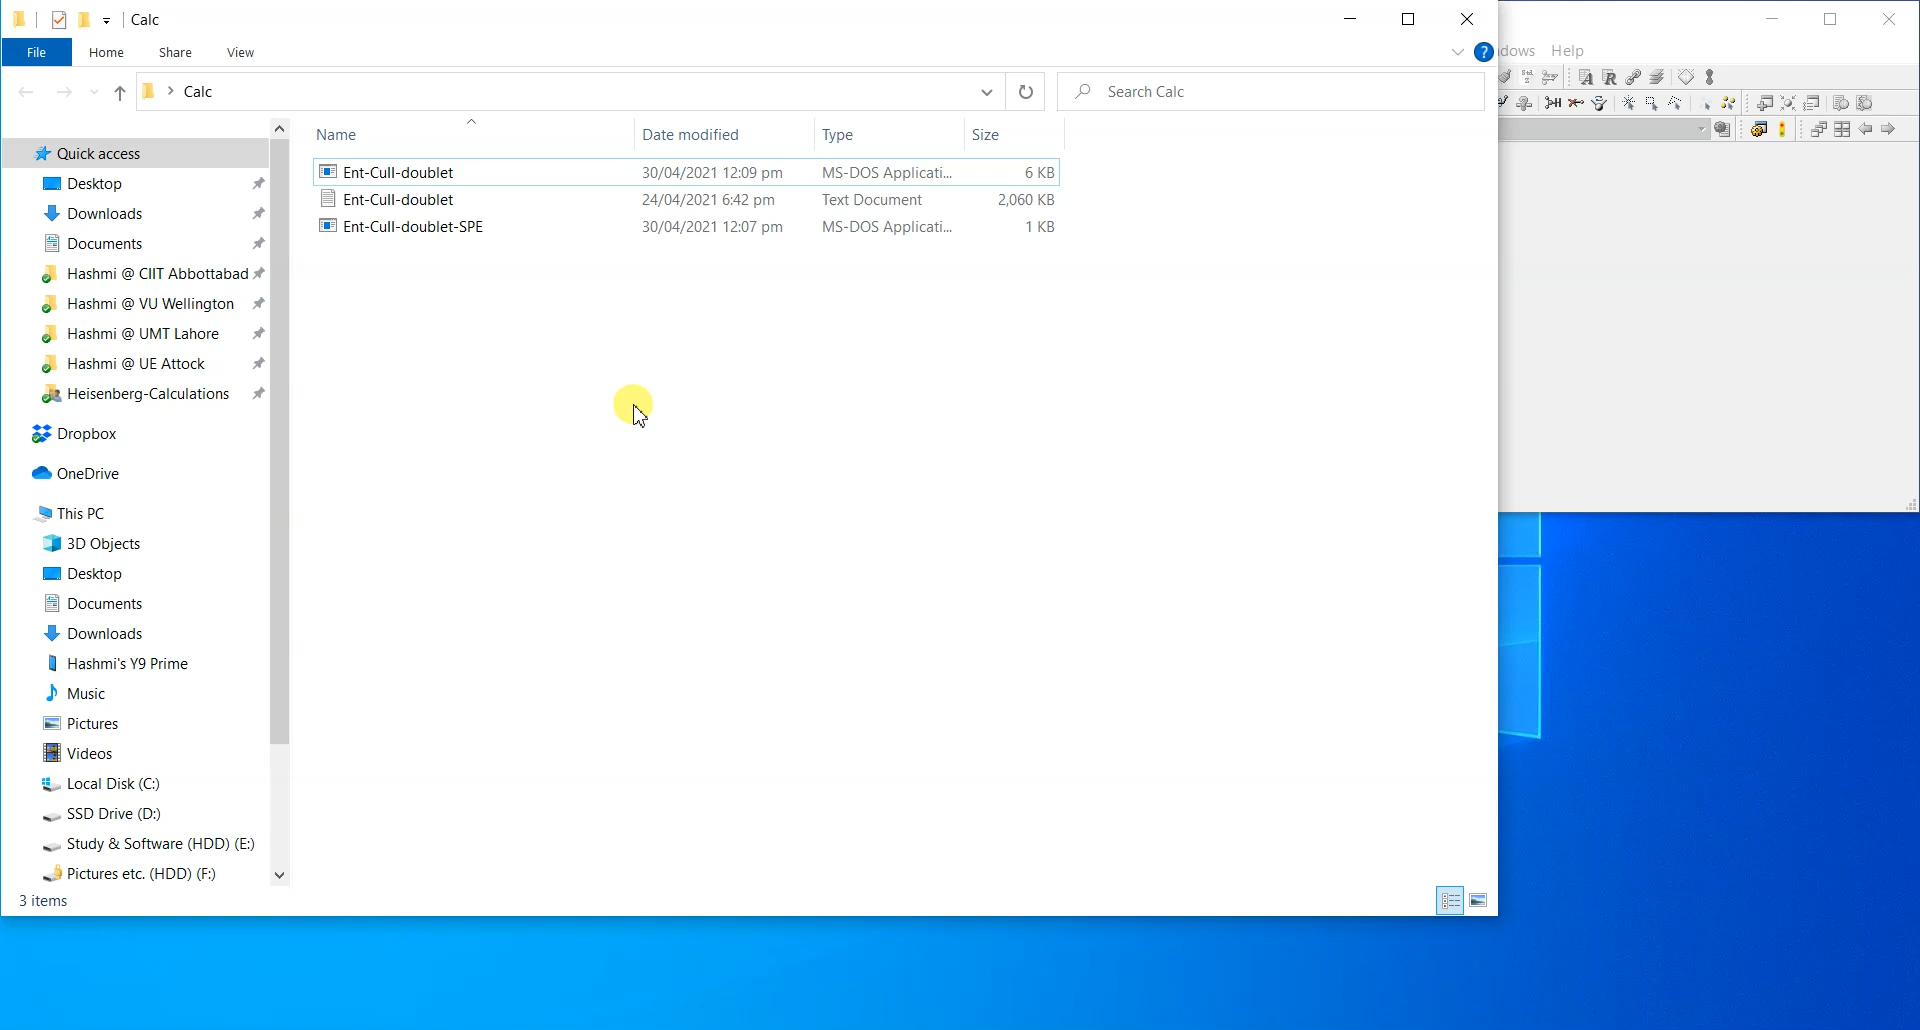 Calc
File Home Share View
dows Help
Calc
Search Calc
Name Date modified Type Size
Quick access
Ent-Cull-doublet 30/04/2021 12:09 pm MS-DOS Applicati... 6 KB
Desktop
Ent-Cull-doublet 24/04/2021 6:42 pm Text Document 2,060 KB
Downloads
Ent-Cull-doublet-SPE 30/04/2021 12:07 pm MS-DOS Applicati... 1 KB
Documents
Hashmi @ CIIT Abbottabad
Hashmi @ VU Wellington
Hashmi @ UMT Lahore
Hashmi @ UE Attock
Heisenberg-Calculations
Dropbox
OneDrive
This PC
3D Objects
Desktop
Documents
Downloads
Hashmi's Y9 Prime
Music
Pictures
Videos
Local Disk (C:)
SSD Drive (D:)
Study & Software (HDD) (E:)
Pictures etc. (HDD) (F:)
3 items